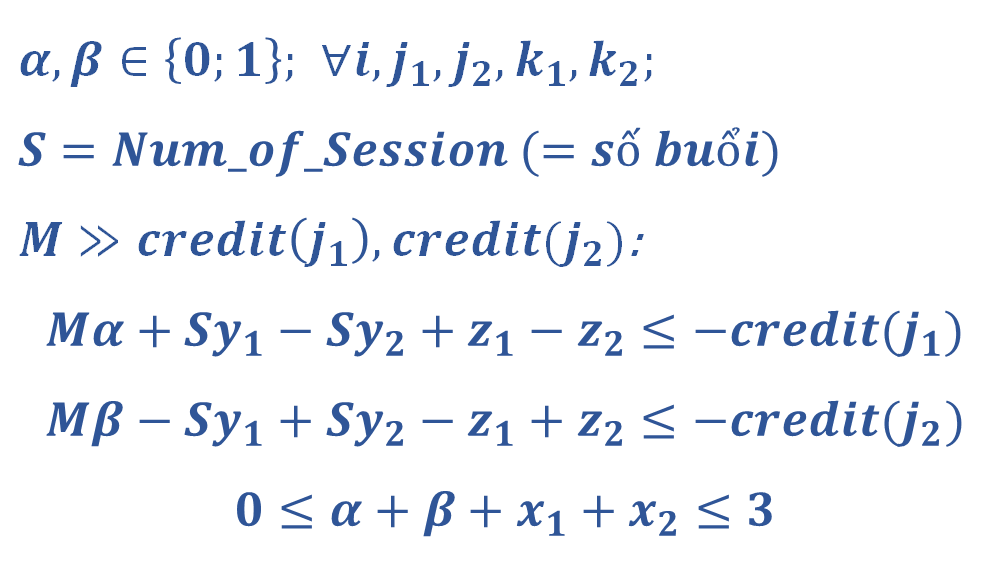 α, β ∈ {0; 1}; ∀i, j₁, j₂, k₁, k₂;
S = Num_of_Session (= số buổi)
M ≫ credit(j₁), credit(j₂):
Mα + Sy₁ − Sy₂ + z₁ − z₂ ≤ −credit(j₁)
Mβ − Sy₁ + Sy₂ − z₁ + z₂ ≤ −credit(j₂)
0 ≤ α + β + x₁ + x₂ ≤ 3